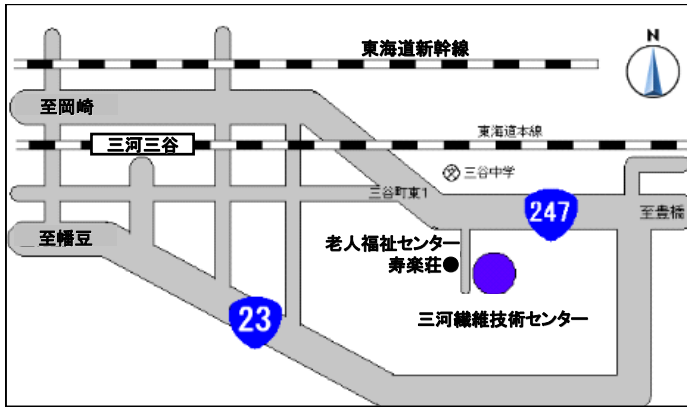 東海道新幹線
N
至岡崎
三河三谷
東海道本線
三谷中学
三谷町東1
247
至豊橋
至幡豆
老人福祉センター
寿楽荘
23
三河繊維技術センター